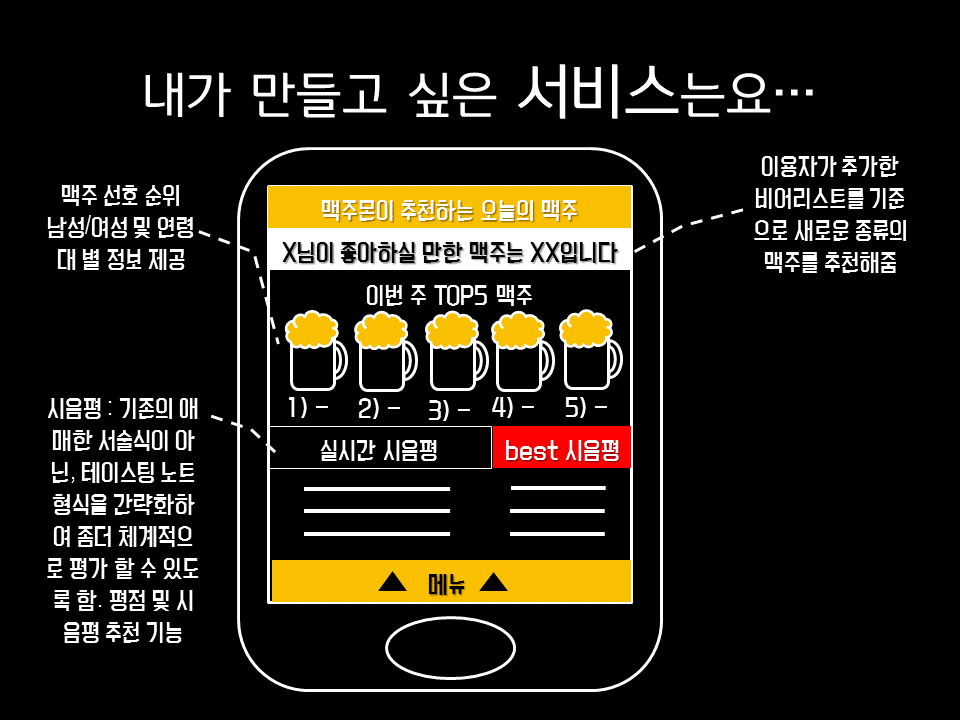 내가 만들고 싶은 서비스는요…
맥주 선호 순위
남성/여성 및 연령
대 별 정보 제공
시음평 : 기존의 애
매한 서술식이 아
닌, 테이스팅 노트
형식을 간략화하
여 좀더 체계적으
로 평가 할 수 있도
록 함. 평점 및 시
음평 추천 기능
맥주몬이 추천하는 오늘의 맥주
X님이 좋아하실 만한 맥주는 XX입니다
이번 주 TOP5 맥주
1) – 2) – 3) – 4) – 5) –
실시간 시음평 best 시음평
▲ 메뉴 ▲
이용자가 추가한
비어리스트를 기준
으로 새로운 종류의
맥주를 추천해줌